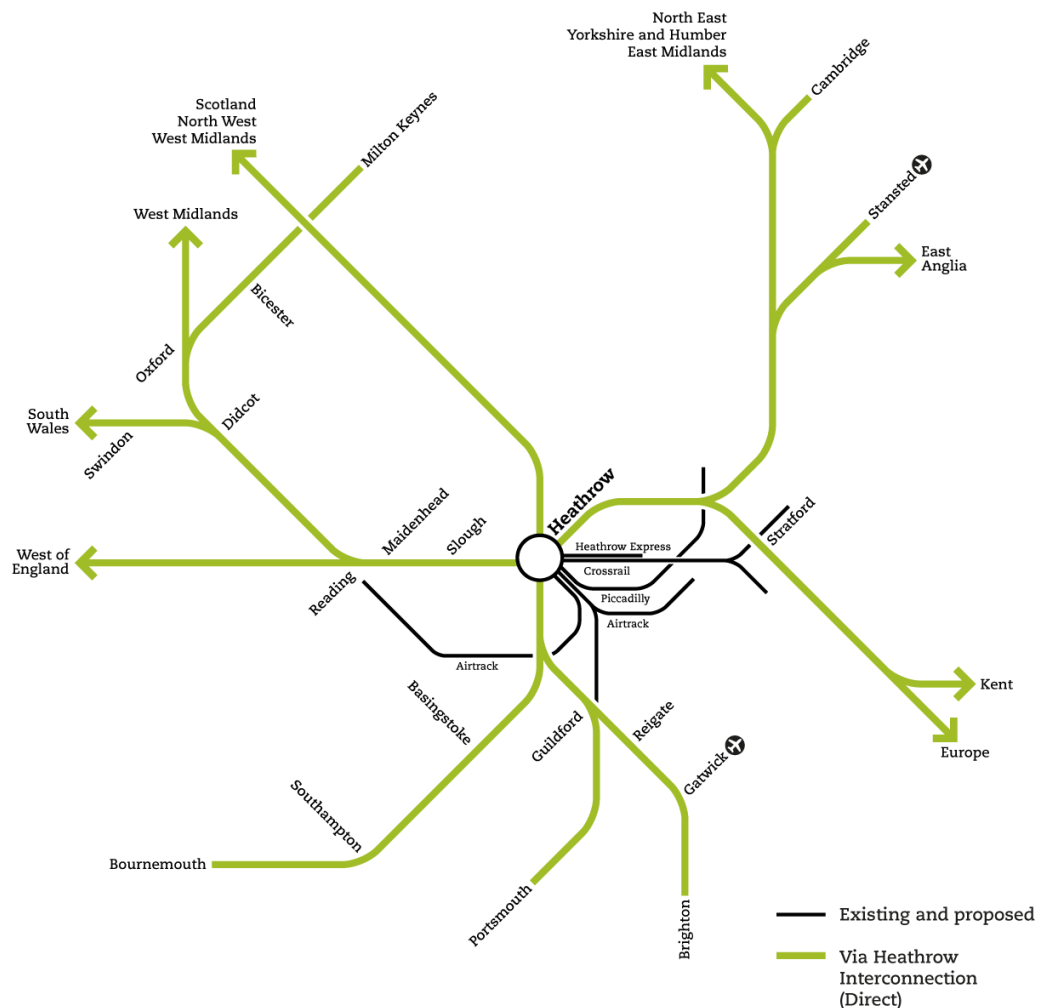 North East
Yorkshire and Humber
East Midlands
Cambridge
Scotland
North West
West Midlands
Milton Keynes
Stansted
West Midlands
East
Anglia
Bicester
Oxford
South
Wales
Didcot
Swindon
Heathrow
Maidenhead
Slough
Stratford
West of
England
Heathrow Express
Crossrail
Reading
Piccadilly
Airtrack
Airtrack
Kent
Basingstoke
Guildford
Reigate
Europe
Gatwick
Southampton
Bournemouth
Portsmouth
Brighton
Existing and proposed
Via Heathrow
Interconnection
(Direct)